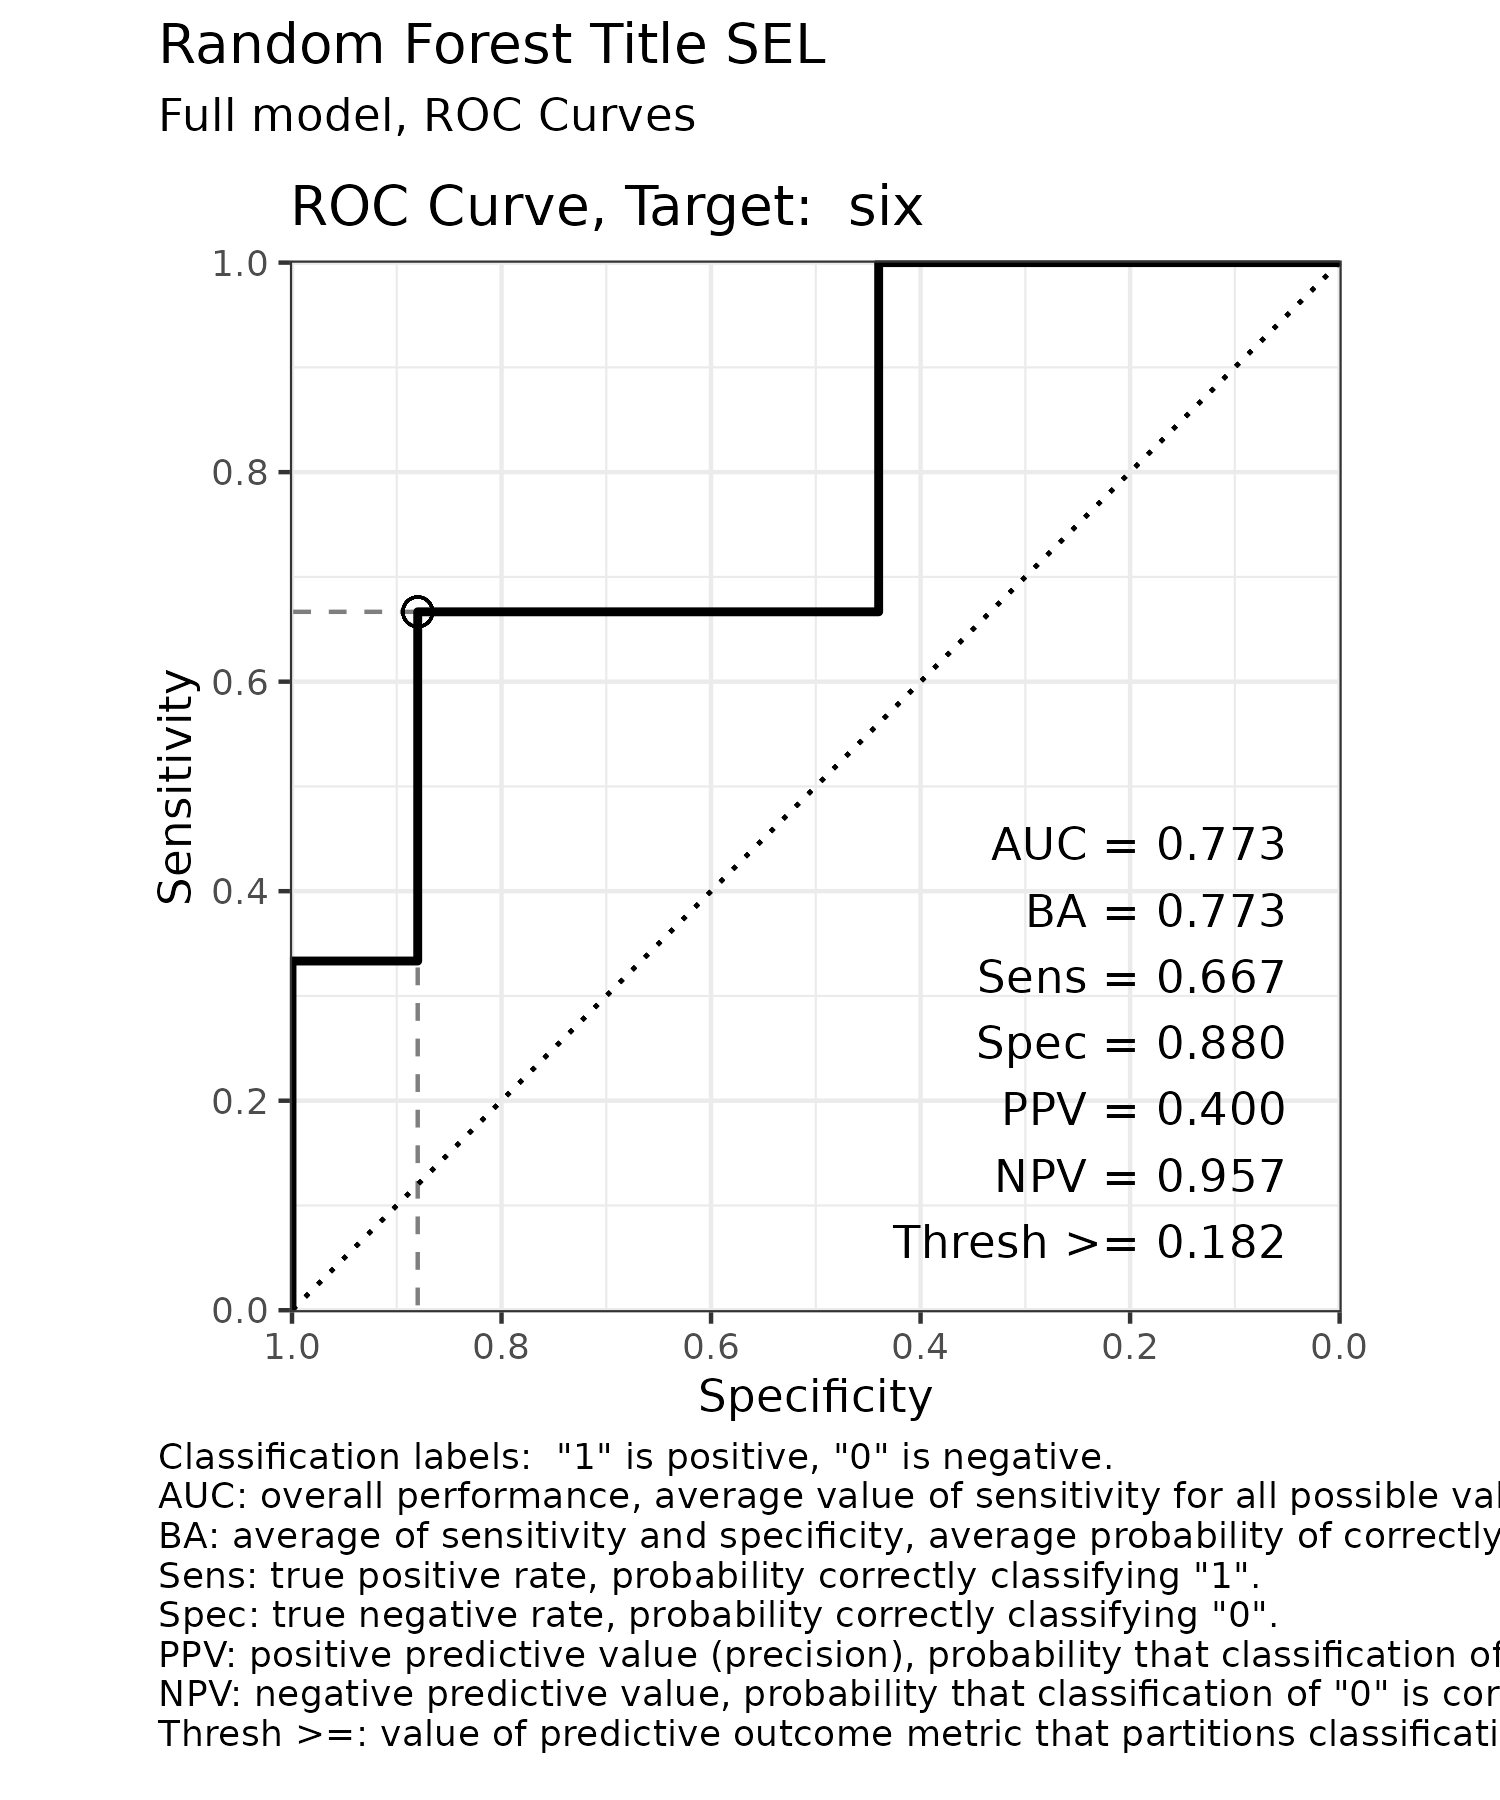 Random Forest Title SEL
Full model, ROC Curves
ROC Curve, Target:  six
1.0
0.8
0.6
0.4
0.2
0.0
Sensitivity
AUC = 0.773
BA = 0.773
Sens = 0.667
Spec = 0.880
PPV = 0.400
NPV = 0.957
Thresh >= 0.182
1.0 0.8 0.6 0.4 0.2 0.0
Specificity
Classification labels:  "1" is positive, "0" is negative.
AUC: overall performance, average value of sensitivity for all possible
BA: average of sensitivity and specificity, average probability of correctly
Sens: true positive rate, probability correctly classifying "1".
Spec: true negative rate, probability correctly classifying "0".
PPV: positive predictive value (precision), probability that classification of
NPV: negative predictive value, probability that classification of "0" is
Thresh >=: value of predictive outcome metric that partitions